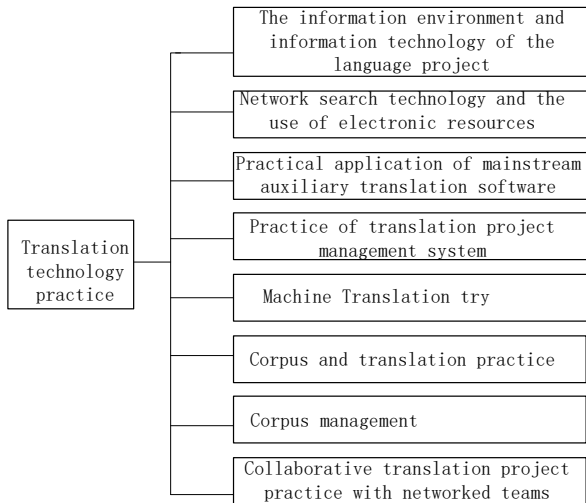 The information environment and
information technology of the
language project
Network search technology and the
use of electronic resources
Practical application of mainstream
auxiliary translation software
Translation
technology
practice
Practice of translation project
management system
Machine Translation try
Corpus and translation practice
Corpus management
Collaborative translation project
practice with networked teams